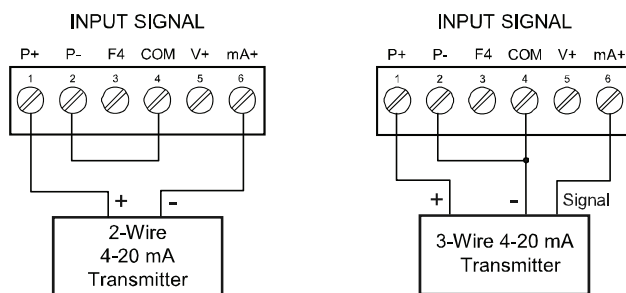 INPUT SIGNAL
P+ P- F4 COM V+ mA+
1 2 3 4 5 6
+ -
2-Wire
4-20 mA
Transmitter
INPUT SIGNAL
P+ P- F4 COM V+ mA+
1 2 3 4 5 6
+ - Signal
3-Wire 4-20 mA
Transmitter